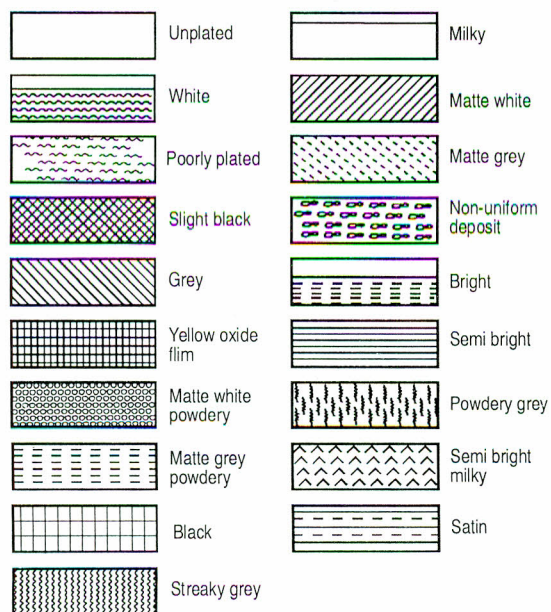 Unplated
White
Poorly plated
Slight black
Grey
Yellow oxide
flim
Matte white
powdery
Matte grey
powdery
Black
Streaky grey
Milky
Matte white
Matte grey
Non-uniform
deposit
Bright
Semi bright
Powdery grey
Semi bright
milky
Satin